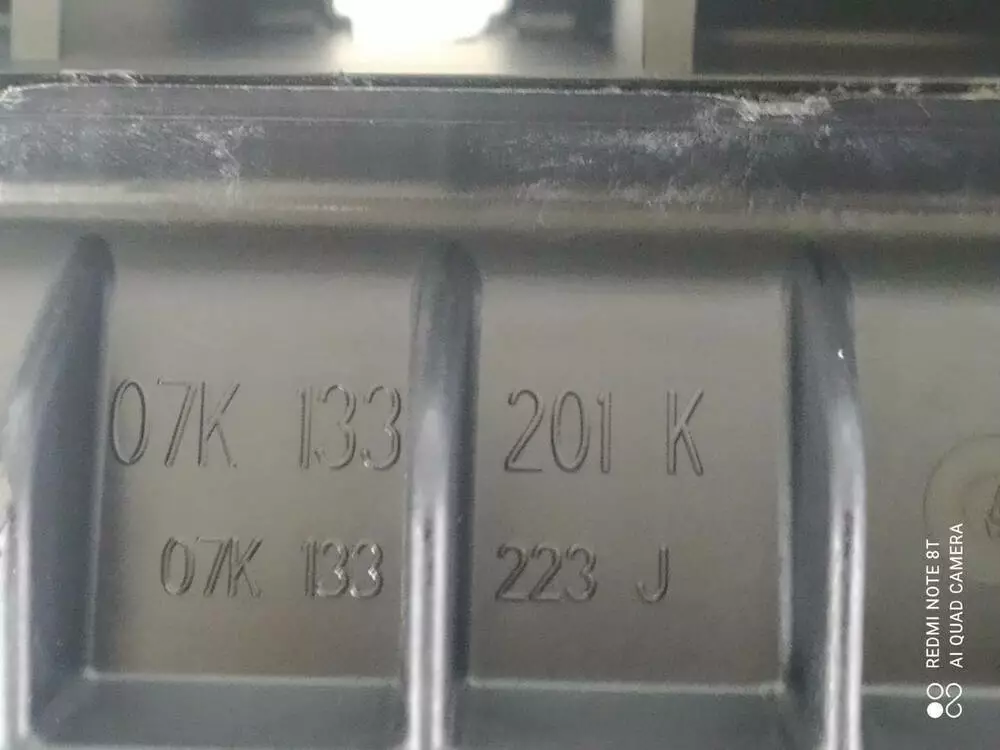 07K 133 201 K
07K 133 223 J
REDMI NOTE 8T
AI QUAD CAMERA